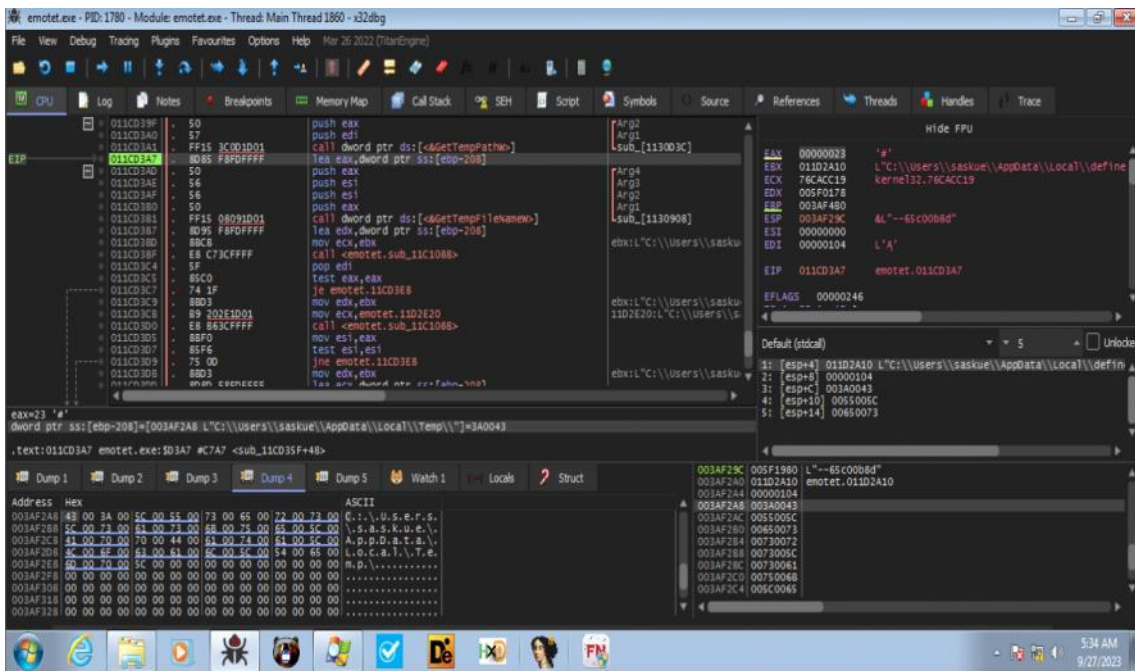 emotet.exe - PID: 1780 - Module: emotet.exe - Thread: Main Thread 1860 - x32dbg
File View Debug Tracing Plugins Favourites Options Help Mar 26 2022 (TitanEngine)
CPU Log Notes Breakpoints Memory Map Call Stack SEH Script Symbols Source References Threads Handles Trace
011CD39F . 50 push eax Arg2
011CD3A0 . 57 push edi Arg1
011CD3A1 . FF15 3C0D1D01 call dword ptr ds:[<&GetTempPathW>] sub_[1130D3C]
EIP 011CD3A7 . 8D85 F8FDFFFF lea eax,dword ptr ss:[ebp-208]
011CD3AD . 50 push eax Arg4
011CD3AE . 56 push esi Arg3
011CD3AF . 56 push esi Arg2
011CD3B0 . 50 push eax Arg1
011CD3B1 . FF15 08091D01 call dword ptr ds:[<&GetTempFileNameW>] sub_[1130908]
011CD3B7 . 8D95 F8FDFFFF lea edx,dword ptr ss:[ebp-208]
011CD3BD . 8BCB mov ecx,ebx ebx:L"C:\\Users\\sasku
011CD3BF . E8 C73CFFFF call <emotet.sub_11C108B>
011CD3C4 . 5F pop edi
011CD3C5 . 85C0 test eax,eax
011CD3C7 . 74 1F je emotet.11CD3E8
011CD3C9 . 8BD3 mov edx,ebx ebx:L"C:\\Users\\sasku
011CD3CB . B9 202E1D01 mov ecx,emotet.11D2E20 11D2E20:L"C:\\Users\\s
011CD3D0 . E8 B63CFFFF call <emotet.sub_11C108B>
011CD3D5 . 8BF0 mov esi,eax
011CD3D7 . 85F6 test esi,esi
011CD3D9 . 75 0D jne emotet.11CD3E8
011CD3DB . 8BD3 mov edx,ebx ebx:L"C:\\Users\\sasku
Hide FPU
EAX 00000023 '#'
EBX 011D2A10 L"C:\\Users\\saskue\\AppData\\Local\\define
ECX 76CACC19 kernel32.76CACC19
EDX 005F0178
EBP 003AF4B0
ESP 003AF29C &L"--65c00b8d"
ESI 00000000
EDI 00000104 L'Ą'
EIP 011CD3A7 emotet.011CD3A7
EFLAGS 00000246
Default (stdcall) 5 Unlocke
1: [esp+4] 011D2A10 L"C:\\Users\\saskue\\AppData\\Local\\defin
2: [esp+8] 00000104
3: [esp+C] 003A0043
4: [esp+10] 0055005C
5: [esp+14] 00650073
eax=23 '#'
dword ptr ss:[ebp-208]=[003AF2A8 L"C:\\Users\\saskue\\AppData\\Local\\Temp\\"]=3A0043
.text:011CD3A7 emotet.exe:$D3A7 #C7A7 <sub_11CD35F+48>
Dump 1 Dump 2 Dump 3 Dump 4 Dump 5 Watch 1 Locals Struct
Address Hex ASCII
003AF2A8 43 00 3A 00 5C 00 55 00 73 00 65 00 72 00 73 00 C.:.\.U.s.e.r.s.
003AF2B8 5C 00 73 00 61 00 73 00 6B 00 75 00 65 00 5C 00 \.s.a.s.k.u.e.\.
003AF2C8 41 00 70 00 70 00 44 00 61 00 74 00 61 00 5C 00 A.p.p.D.a.t.a.\.
003AF2D8 4C 00 6F 00 63 00 61 00 6C 00 5C 00 54 00 65 00 L.o.c.a.l.\.T.e.
003AF2E8 6D 00 70 00 5C 00 00 00 00 00 00 00 00 00 00 00 m.p.\...........
003AF2F8 00 00 00 00 00 00 00 00 00 00 00 00 00 00 00 00 ................
003AF308 00 00 00 00 00 00 00 00 00 00 00 00 00 00 00 00 ................
003AF318 00 00 00 00 00 00 00 00 00 00 00 00 00 00 00 00 ................
003AF328 00 00 00 00 00 00 00 00 00 00 00 00 00 00 00 00 ................
003AF29C 005F1980 L"--65c00b8d"
003AF2A0 011D2A10 emotet.011D2A10
003AF2A4 00000104
003AF2A8 003A0043
003AF2AC 0055005C
003AF2B0 00650073
003AF2B4 00730072
003AF2B8 0073005C
003AF2BC 00730061
003AF2C0 0075006B
003AF2C4 005C0065
De
HXD
FN
5:34 AM
9/27/2023